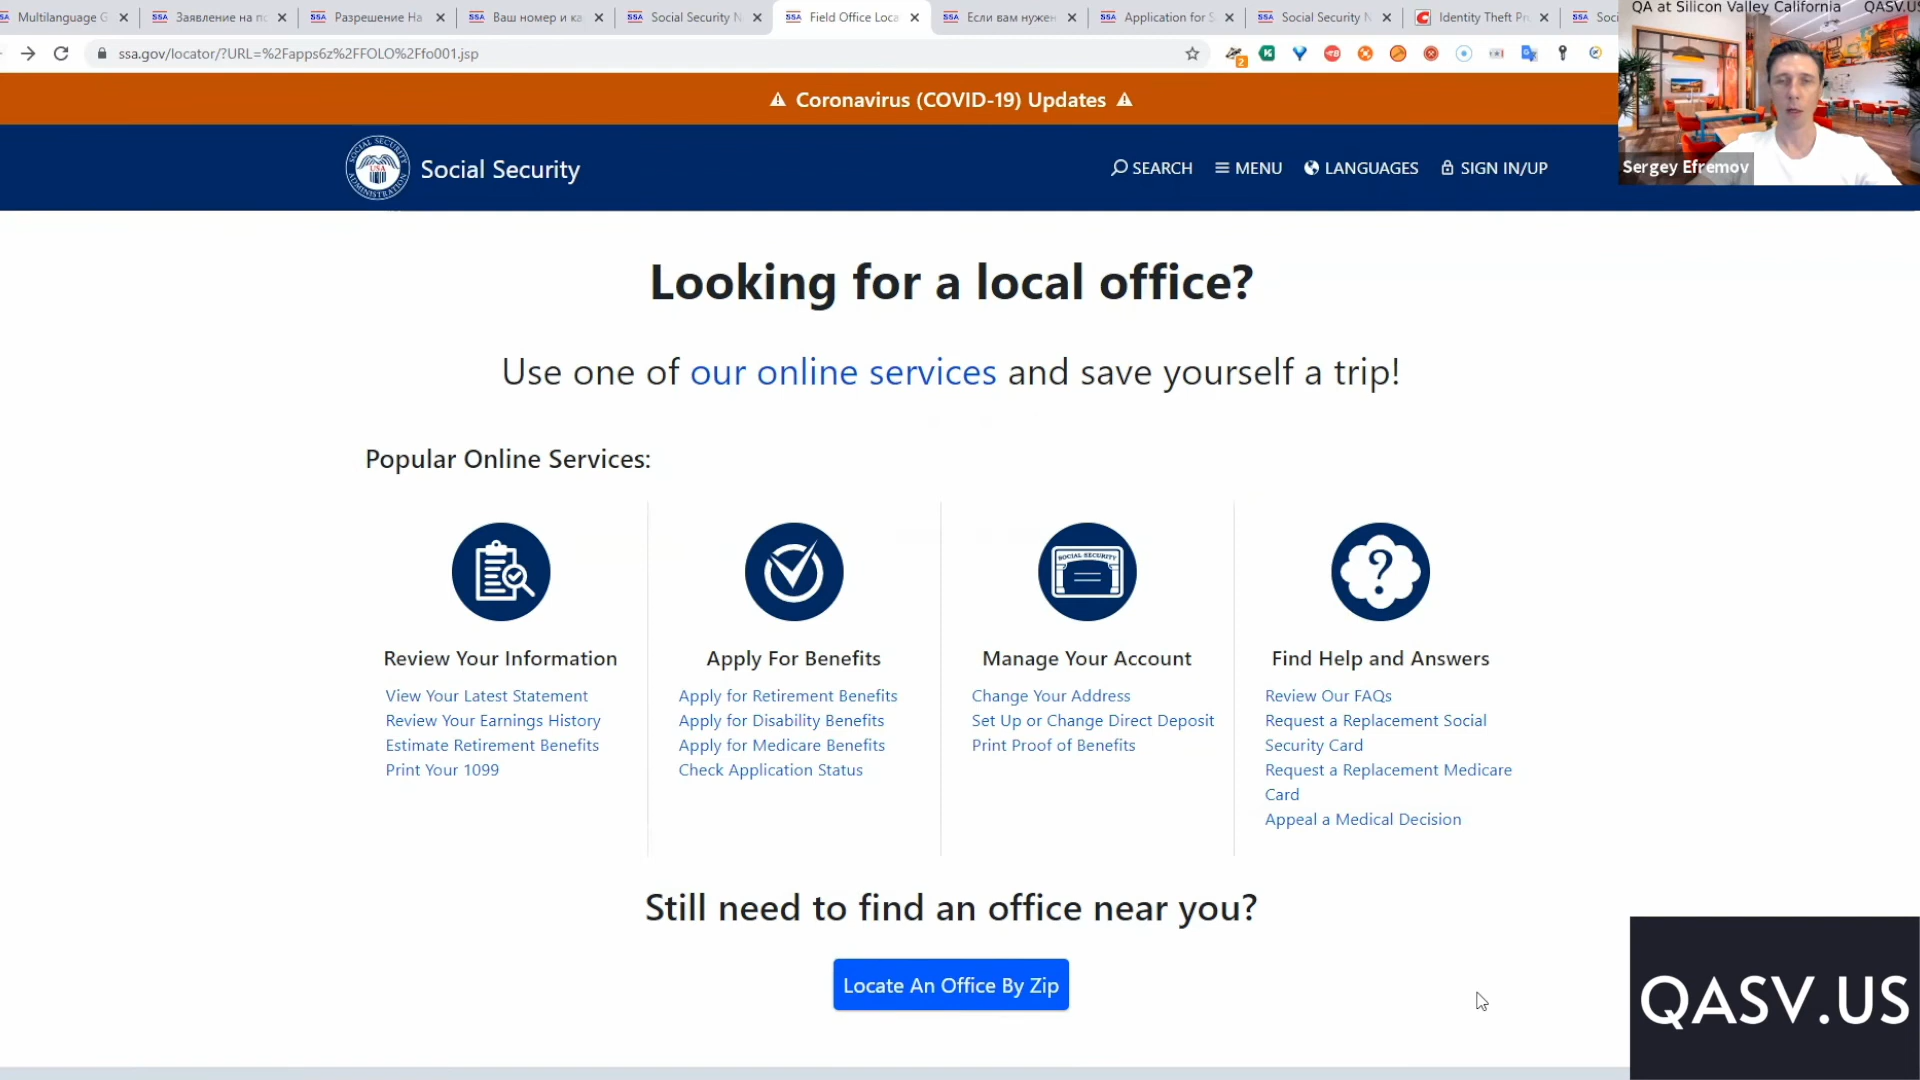 Multilanguage G
Заявление на по
Разрешение На
Ваш номер и ка
Social Security N
Field Office Loca
Если вам нужен
Application for S
Social Security N
Identity Theft Pr
Soci
QA at Silicon Valley California QASV.US
ssa.gov/locator/?URL=%2Fapps6z%2FFOLO%2Ffo001.jsp
2
Coronavirus (COVID-19) Updates
Social Security
SEARCH
MENU
LANGUAGES
SIGN IN/UP
Sergey Efremov
Looking for a local office?
Use one of our online services and save yourself a trip!
Popular Online Services:
SOCIAL SECURITY
Review Your Information
View Your Latest Statement
Review Your Earnings History
Estimate Retirement Benefits
Print Your 1099
Apply For Benefits
Apply for Retirement Benefits
Apply for Disability Benefits
Apply for Medicare Benefits
Check Application Status
Manage Your Account
Change Your Address
Set Up or Change Direct Deposit
Print Proof of Benefits
Find Help and Answers
Review Our FAQs
Request a Replacement Social
Security Card
Request a Replacement Medicare
Card
Appeal a Medical Decision
Still need to find an office near you?
Locate An Office By Zip
QASV.US